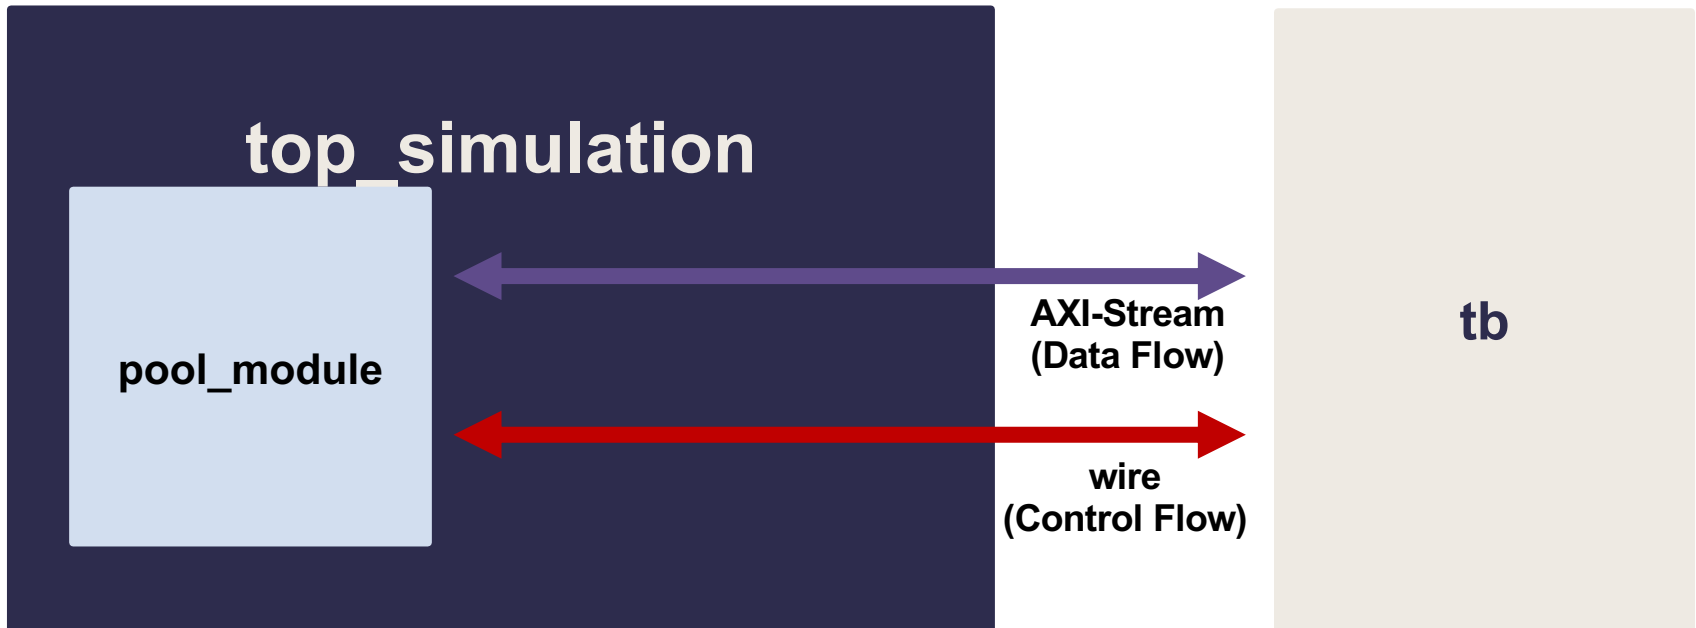 top_simulation
pool_module
AXI-Stream
(Data Flow)
wire
(Control Flow)
tb